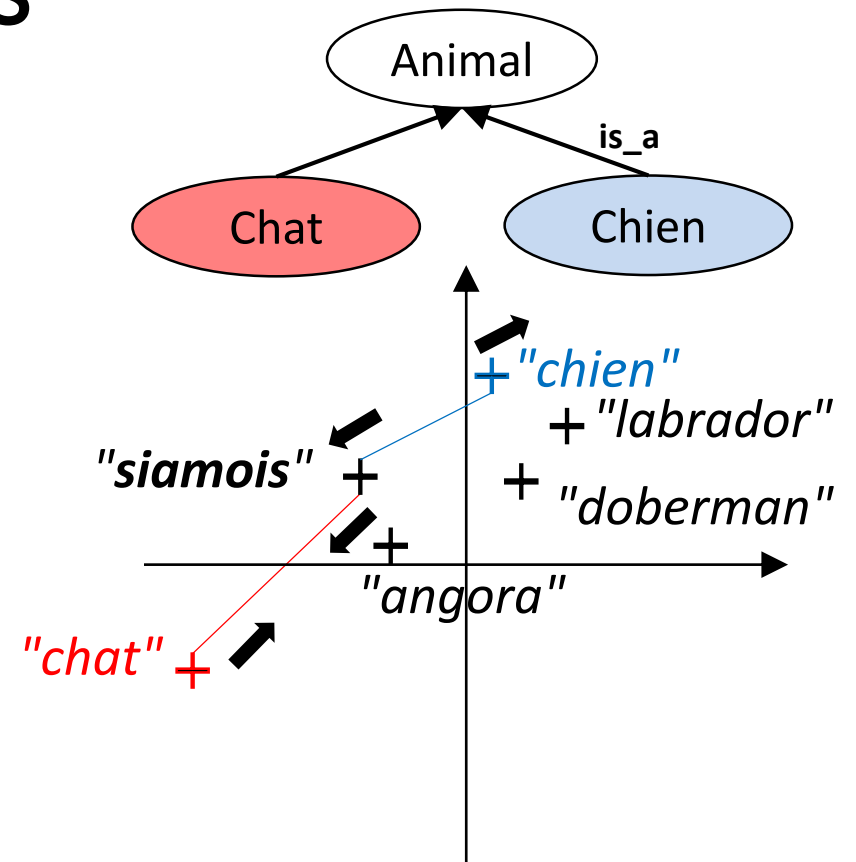 s
Animal
is_a
Chat
Chien
"chien"
"labrador"
"siamois"
"doberman"
"angora"
"chat"